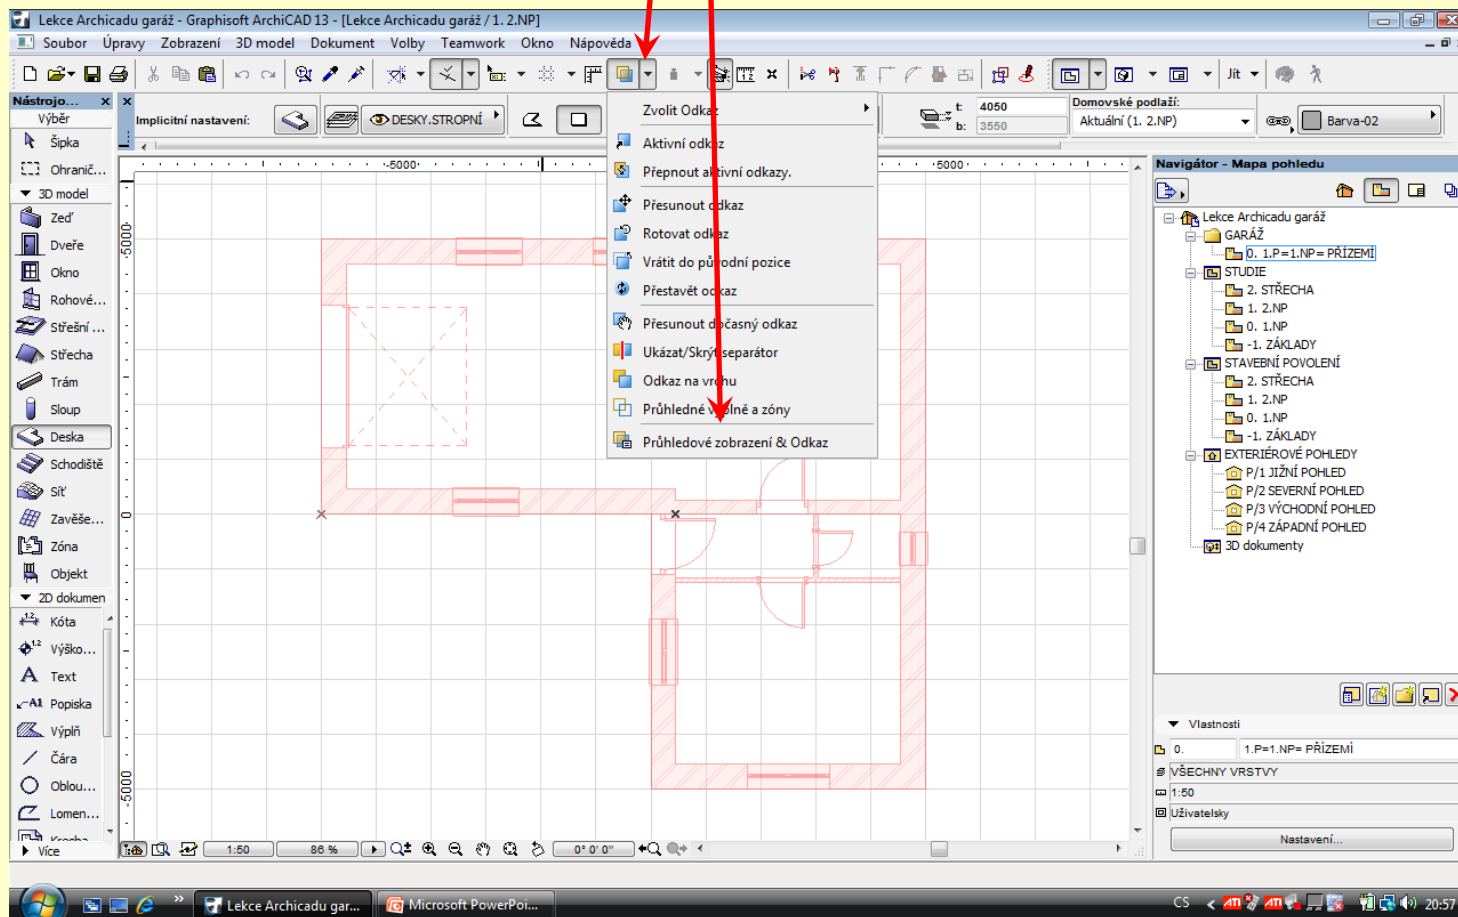 Lekce Archicadu garáž - Graphisoft ArchiCAD 13 - [Lekce Archicadu garáž / 1. 2.NP]
Soubor Úpravy Zobrazení 3D model Dokument Volby Teamwork Okno Nápověda
Jít
Nástrojo...
Výběr
Šipka
Ohranič...
3D model
Zeď
Dveře
Okno
Rohové...
Střešní ...
Střecha
Trám
Sloup
Deska
Schodiště
Síť
Zavěše...
Zóna
Objekt
2D dokumen
Kóta
Výško...
Text
Popiska
Výplň
Čára
Oblou...
Lomen...
Více
Implicitní nastavení:
DESKY.STROPNÍ
t: 4050
b: 3550
Domovské podlaží:
Aktuální (1. 2.NP)
Barva-02
-5000
5000
5000
0
-5000
Zvolit Odkaz
Aktivní odkaz
Přepnout aktivní odkazy.
Přesunout odkaz
Rotovat odkaz
Vrátit do původní pozice
Přestavět odkaz
Přesunout dočasný odkaz
Ukázat/Skrýt separátor
Odkaz na vrchu
Průhledné výplně a zóny
Průhledové zobrazení & Odkaz
Navigátor - Mapa pohledu
Lekce Archicadu garáž
GARÁŽ
0. 1.P=1.NP= PŘÍZEMÍ
STUDIE
2. STŘECHA
1. 2.NP
0. 1.NP
-1. ZÁKLADY
STAVEBNÍ POVOLENÍ
2. STŘECHA
1. 2.NP
0. 1.NP
-1. ZÁKLADY
EXTERIÉROVÉ POHLEDY
P/1 JIŽNÍ POHLED
P/2 SEVERNÍ POHLED
P/3 VÝCHODNÍ POHLED
P/4 ZÁPADNÍ POHLED
3D dokumenty
Vlastnosti
0. 1.P=1.NP= PŘÍZEMÍ
VŠECHNY VRSTVY
1:50
Uživatelsky
Nastavení...
1:50 86 % 0° 0' 0"
Lekce Archicadu gar... Microsoft PowerPoi...
CS ATI ATI 20:57